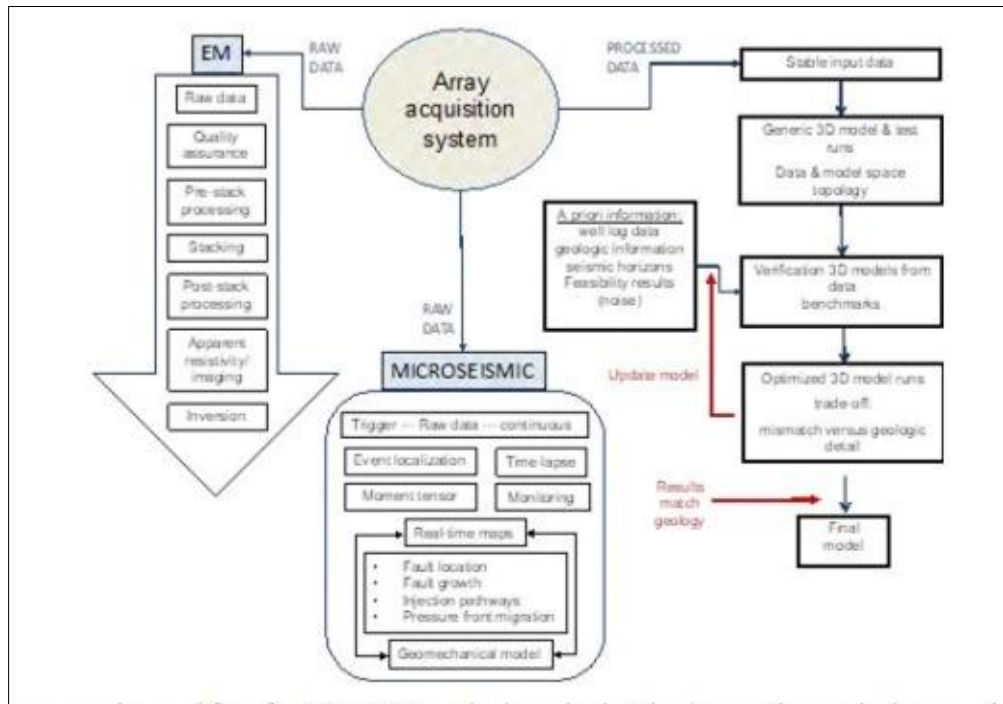 EM
RAW
DATA
Array
acquisition
system
PROCESSED
DATA
Stable input data
Raw data
Quality
assurance
Pre-stack
processing
Stacking
Post-stack
processing
Apparent
resistivity/
imaging
Inversion
Generic 3D model & test
runs
Data & model space
topology
A priori information:
well log data
geologic information
seismic horizons
Feasibility results
(noise)
Verification 3D models from
data
benchmarks
RAW
DATA
Update model
Optimized 3D model runs
trade-off:
mismatch versus geologic
detail
Results
match
geology
Final
model
MICROSEISMIC
Trigger --- Raw data --- continuous
Event localization
Time-lapse
Moment tensor
Monitoring
Real-time maps
• Fault location
• Fault growth
• Injection pathways
• Pressure front migration
Geomechanical model